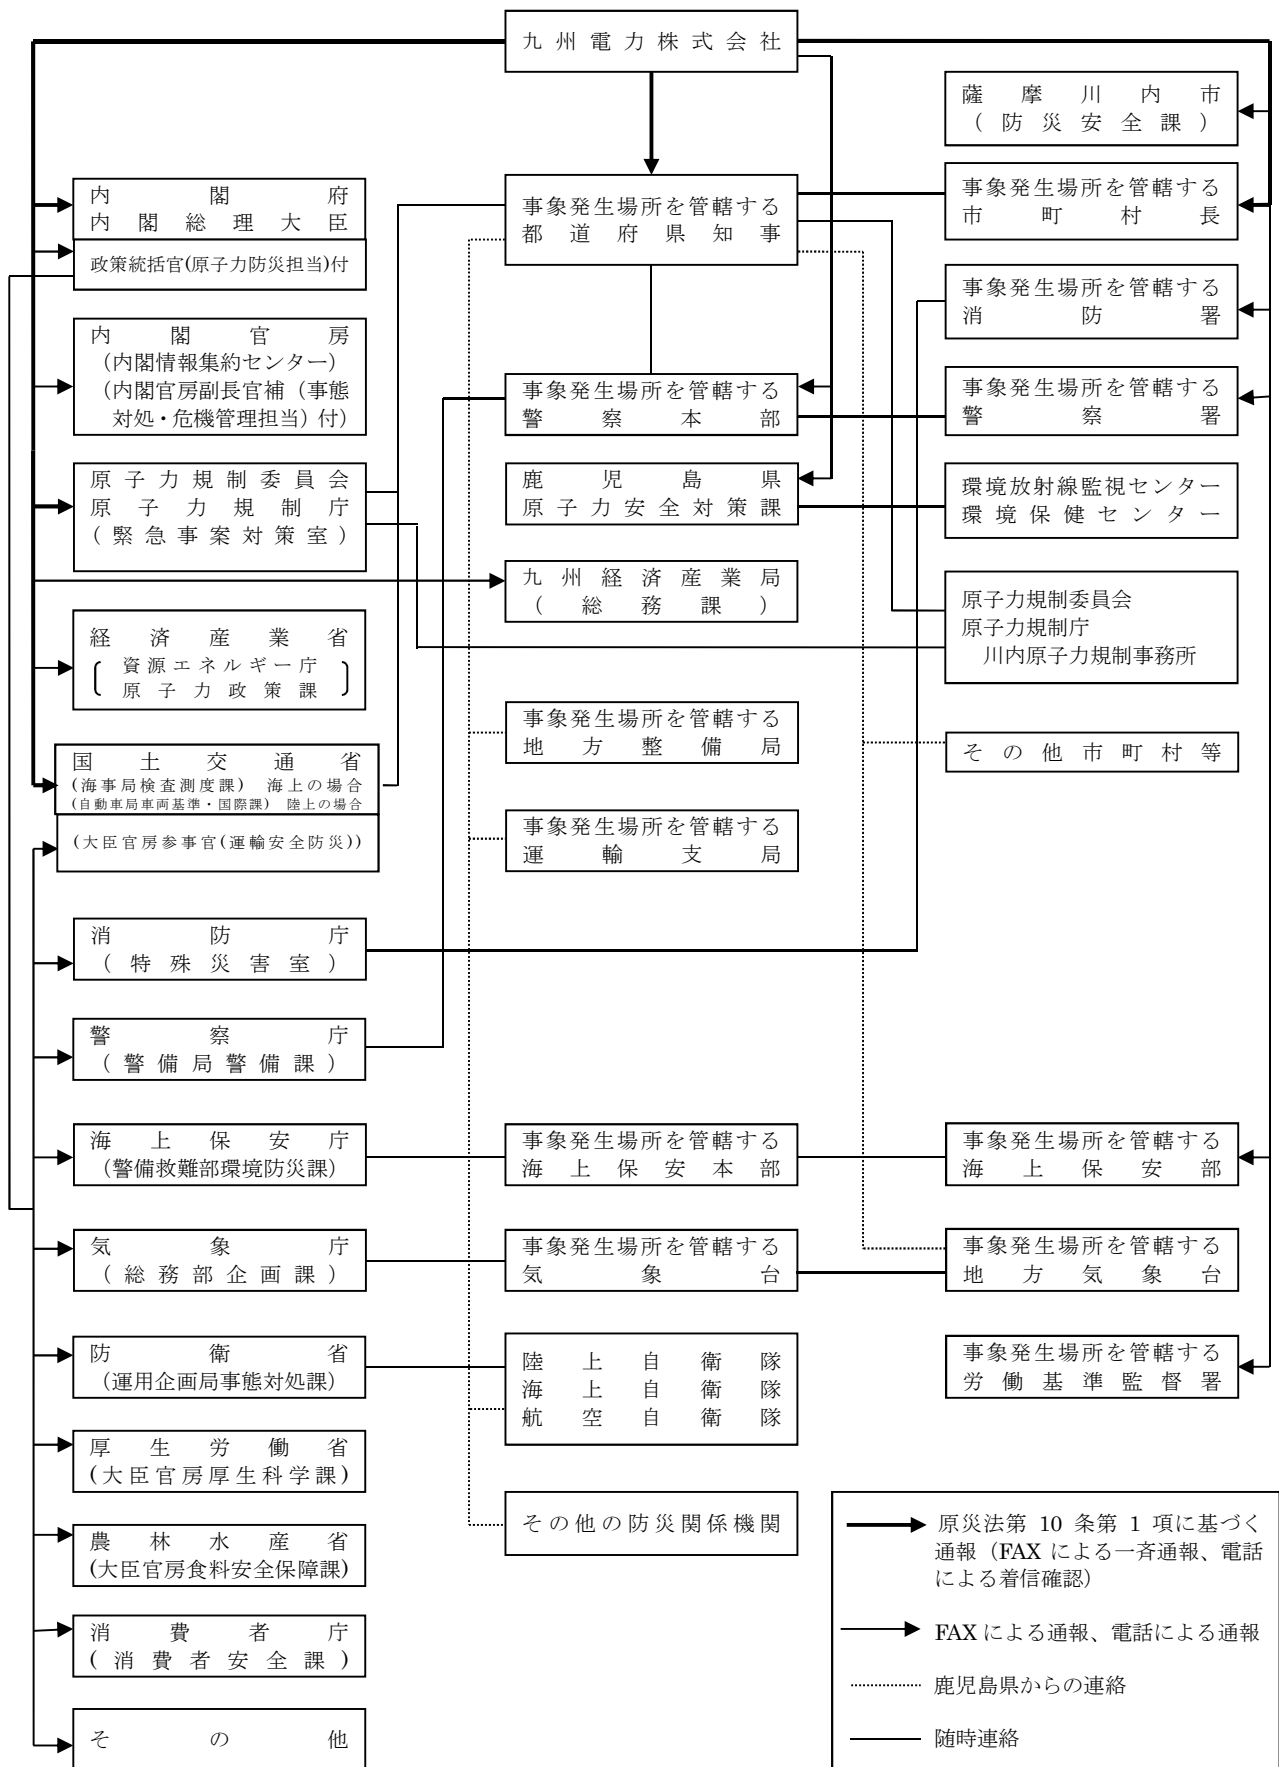 九州電力株式会社
内閣府
内閣総理大臣
政策統括官(原子力防災担当)付
内閣官房
（内閣情報集約センター）
（内閣官房副長官補（事態
対処・危機管理担当）付）
原子力規制委員会
原子力規制庁
（緊急事案対策室）
経済産業省
資源エネルギー庁
原子力政策課
国土交通省
(海事局検査測度課)　海上の場合
(自動車局車両基準・国際課)　陸上の場合
(大臣官房参事官(運輸安全防災))
消防庁
（特殊災害室）
警察庁
（警備局警備課）
海上保安庁
（警備救難部環境防災課）
気象庁
（総務部企画課）
防衛省
（運用企画局事態対処課）
厚生労働省
(大臣官房厚生科学課)
農林水産省
(大臣官房食料安全保障課)
消費者庁
(消費者安全課)
その他
事象発生場所を管轄する
都道府県知事
事象発生場所を管轄する
警察本部
鹿児島県
原子力安全対策課
九州経済産業局
（総務課）
事象発生場所を管轄する
地方整備局
事象発生場所を管轄する
運輸支局
事象発生場所を管轄する
海上保安本部
事象発生場所を管轄する
気象台
陸上自衛隊
海上自衛隊
航空自衛隊
その他の防災関係機関
薩摩川内市
（防災安全課）
事象発生場所を管轄する
市町村長
事象発生場所を管轄する
消防署
事象発生場所を管轄する
警察署
環境放射線監視センター
環境保健センター
原子力規制委員会
原子力規制庁
川内原子力規制事務所
その他市町村等
事象発生場所を管轄する
海上保安部
事象発生場所を管轄する
地方気象台
事象発生場所を管轄する
労働基準監督署
原災法第 10 条第 1 項に基づく
通報（FAX による一斉通報、電話
による着信確認）
FAX による通報、電話による通報
鹿児島県からの連絡
随時連絡